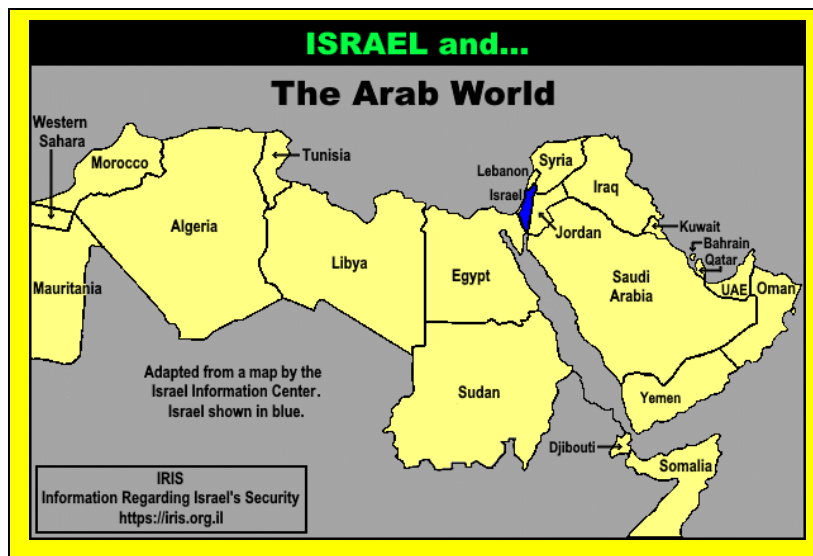 ISRAEL and...
The Arab World
Western
Sahara
Morocco
Tunisia
Algeria
Libya
Egypt
Mauritania
Lebanon
Syria
Israel
Iraq
Jordan
Kuwait
Bahrain
Qatar
Saudi
Arabia
UAE
Oman
Adapted from a map by the
Israel Information Center.
Israel shown in blue.
Sudan
Yemen
Djibouti
Somalia
IRIS
Information Regarding Israel's Security
https://iris.org.il